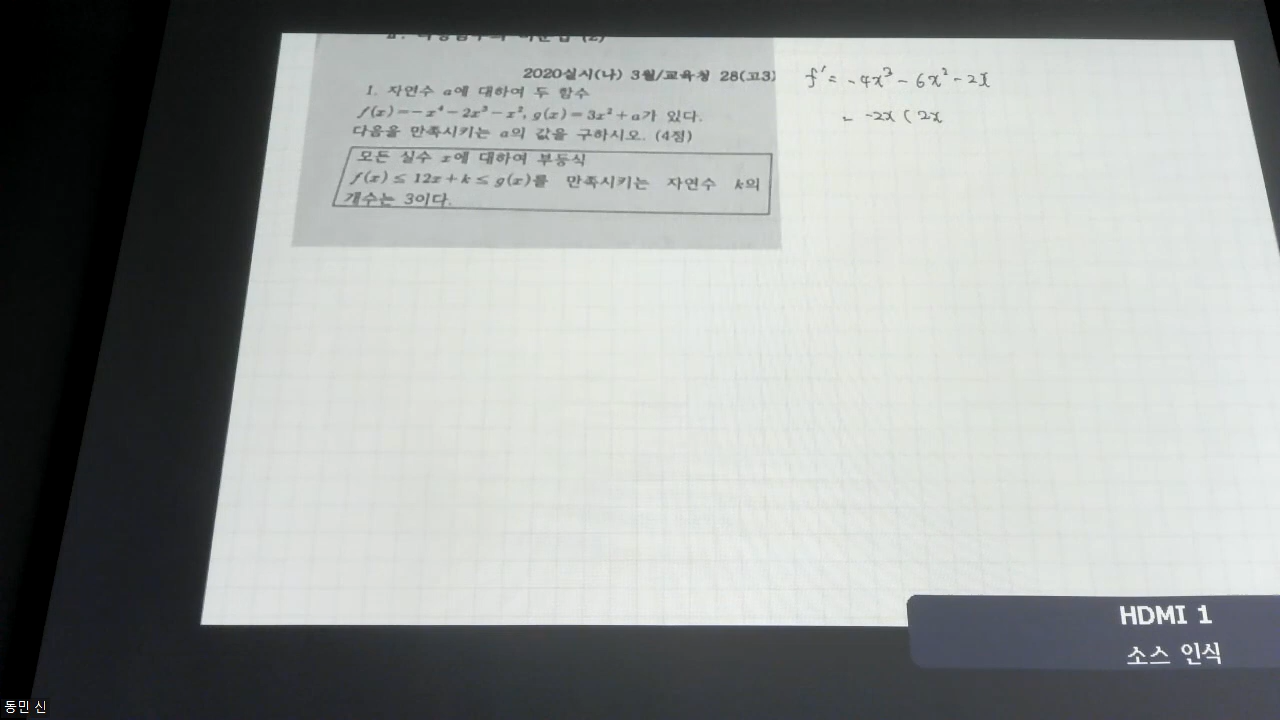 2020실시(나) 3월/교육청 28(고3)
1. 자연수 a에 대하여 두 함수
f(x)=-x⁴-2x³-x², g(x)=3x²+a가 있다.
다음을 만족시키는 a의 값을 구하시오. (4점)
모든 실수 x에 대하여 부등식
f(x)≤12x+k≤g(x)를 만족시키는 자연수 k의
개수는 3이다.
f' = -4x³ - 6x² - 2x
= -2x ( 2x
HDMI 1
소스 인식
동민 신